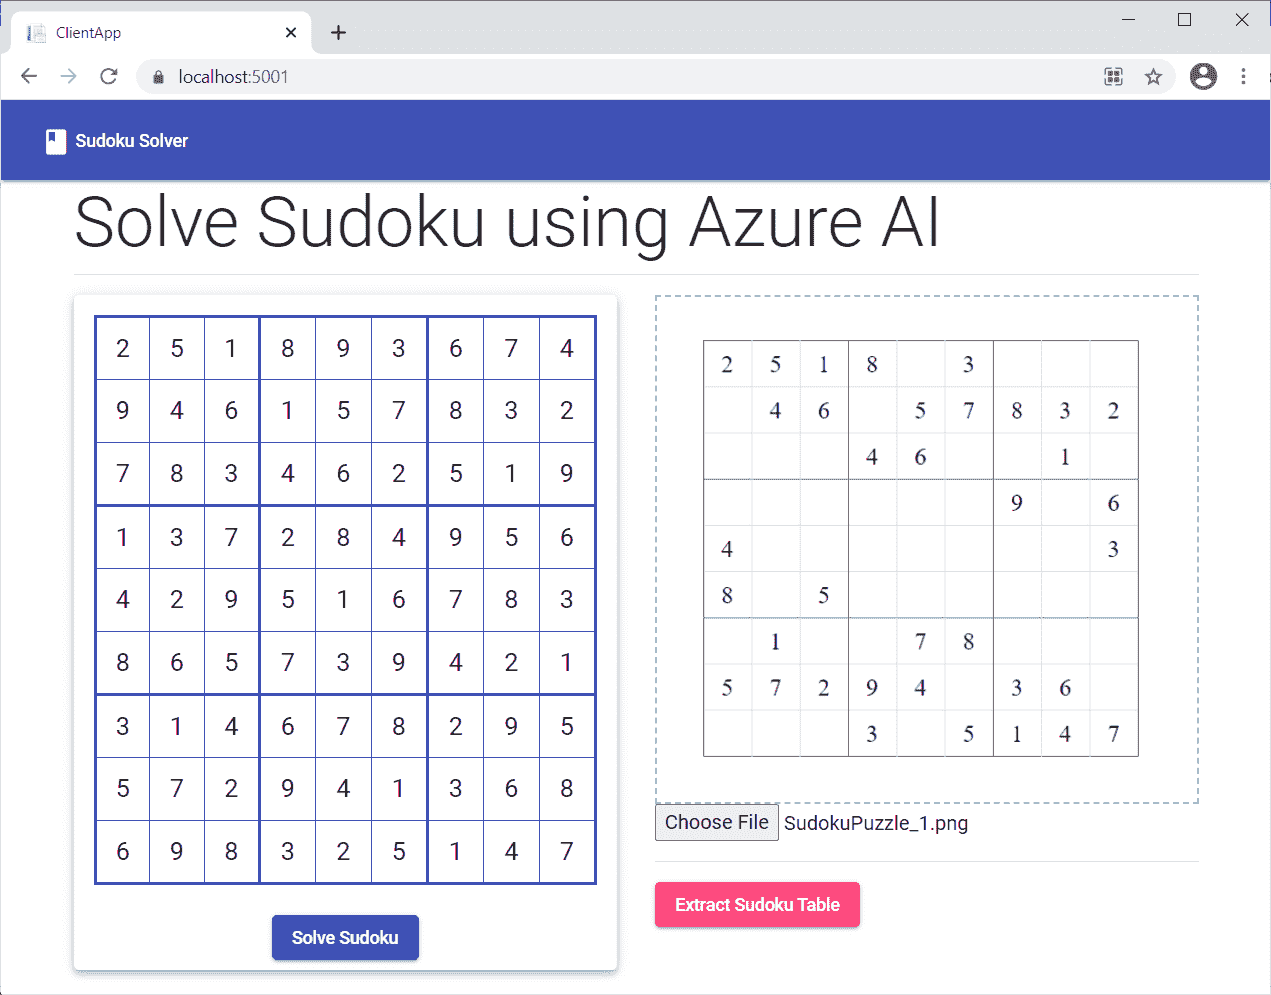 ClientApp
localhost:5001
Sudoku Solver
Solve Sudoku using Azure AI
2 5 1 8 9 3 6 7 4
9 4 6 1 5 7 8 3 2
7 8 3 4 6 2 5 1 9
1 3 7 2 8 4 9 5 6
4 2 9 5 1 6 7 8 3
8 6 5 7 3 9 4 2 1
3 1 4 6 7 8 2 9 5
5 7 2 9 4 1 3 6 8
6 9 8 3 2 5 1 4 7
Solve Sudoku
2 5 1 8 3
4 6 5 7 8 3 2
4 6 1
9 6
4 3
8 5
1 7 8
5 7 2 9 4 3 6
3 5 1 4 7
Choose File SudokuPuzzle_1.png
Extract Sudoku Table